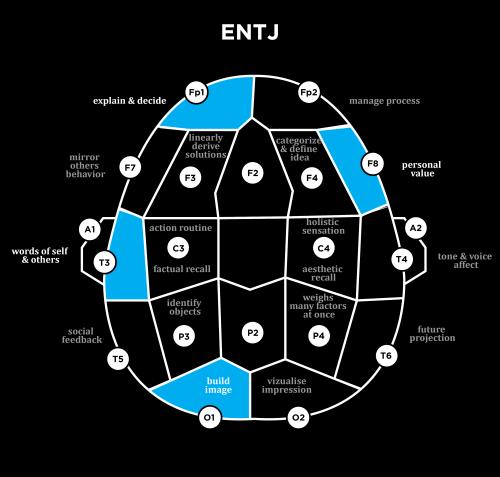 ENTJ
Fp1
Fp2
explain & decide
manage process
linearly
derive
solutions
categorize
& define
idea
mirror
others
behavior
F7
F3
F2
F4
F8
personal
value
A1
A2
action routine
holistic
sensation
words of self
& others
T3
C3
C4
T4
tone & voice
affect
factual recall
aesthetic
recall
identify
objects
weighs
many factors
at once
social
feedback
P3
P2
P4
future
projection
T5
T6
build
image
vizualise
impression
O1
O2